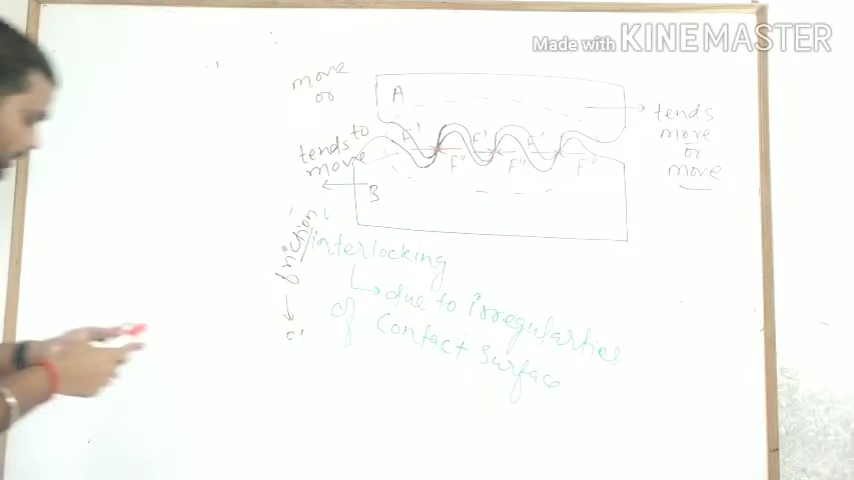 Made with KINEMASTER
move
or
A
tends
move
or
move
tends to
move
F' F' F'
F" F" F"
B
friction
interlocking
due to irregularties
of contact surface